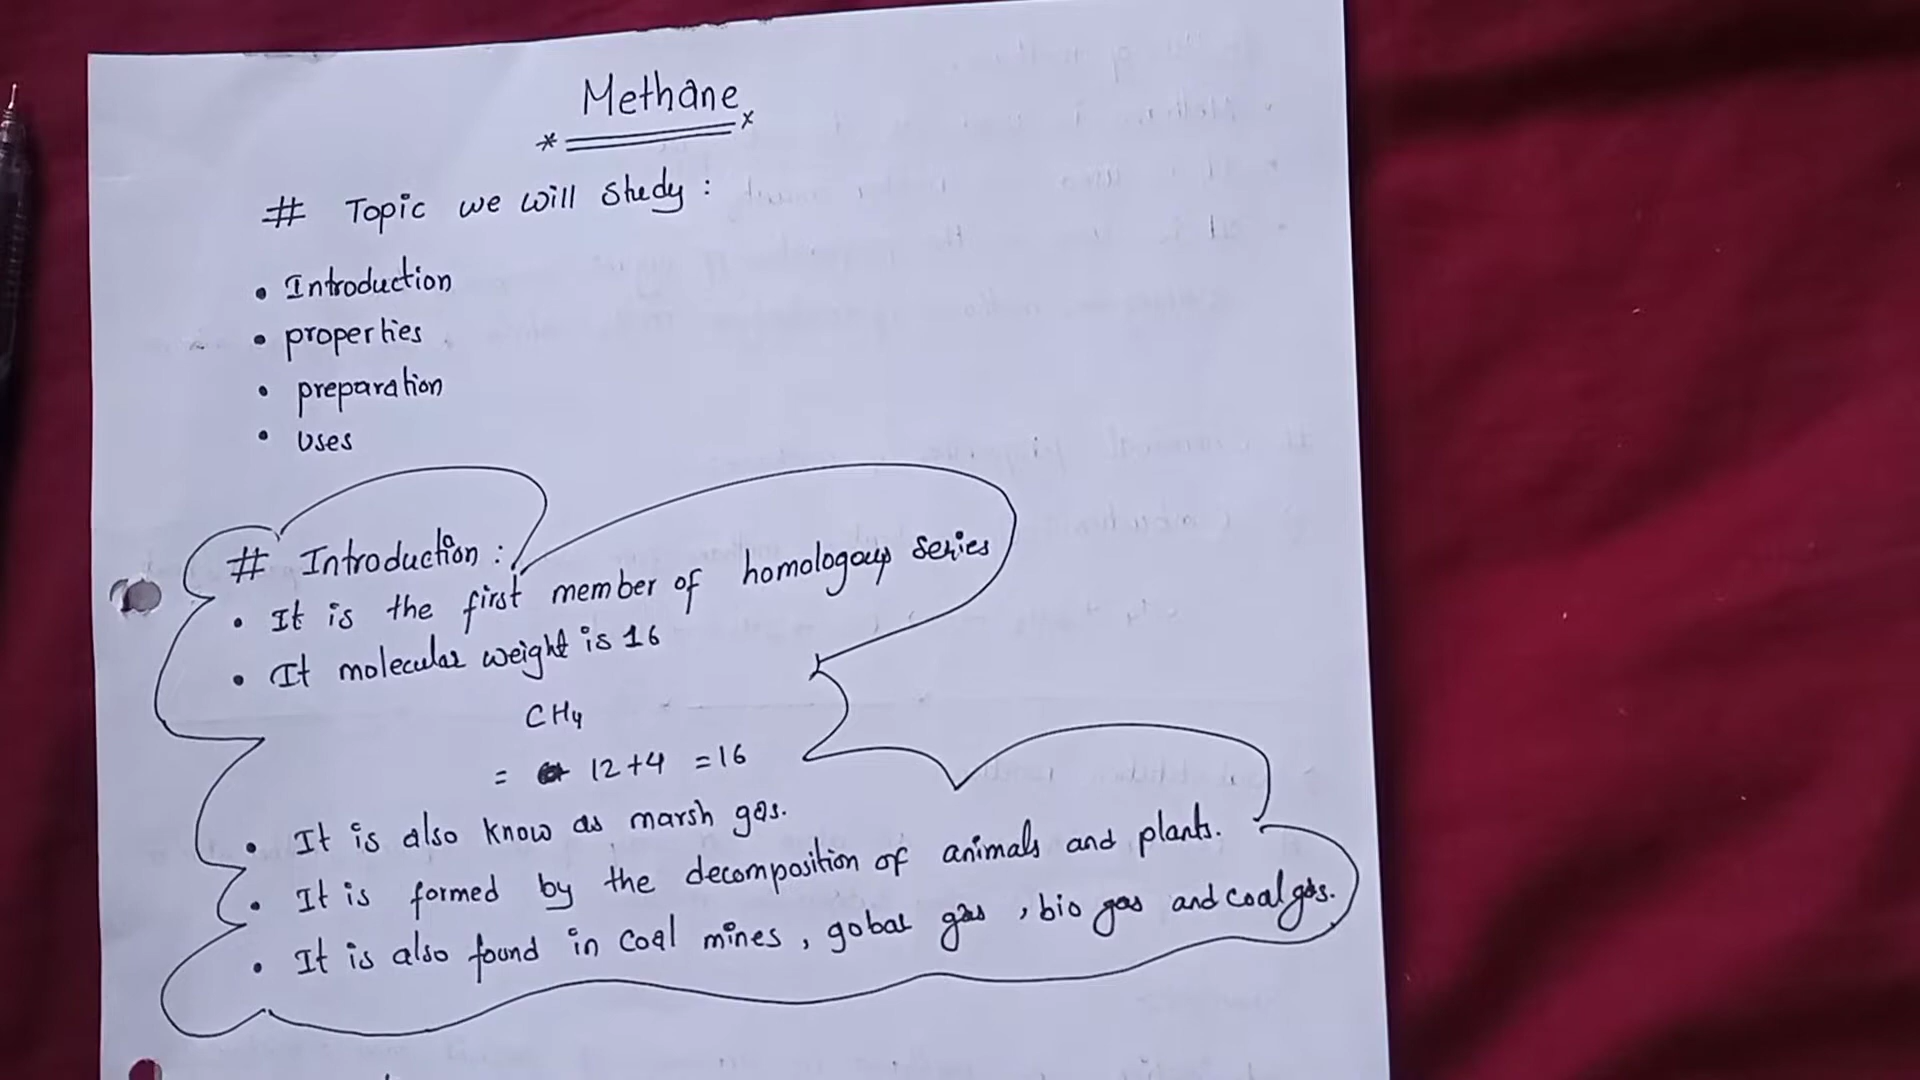 Methane
# Topic we will study :
• Introduction
• properties
• preparation
• Uses
# Introduction :
• It is the first member of homologous series
• It molecular weight is 16
CH4
= 12+4 =16
• It is also know as marsh gas.
• It is formed by the decomposition of animals and plants.
• It is also found in coal mines, gobar gas, bio gas and coal gas.